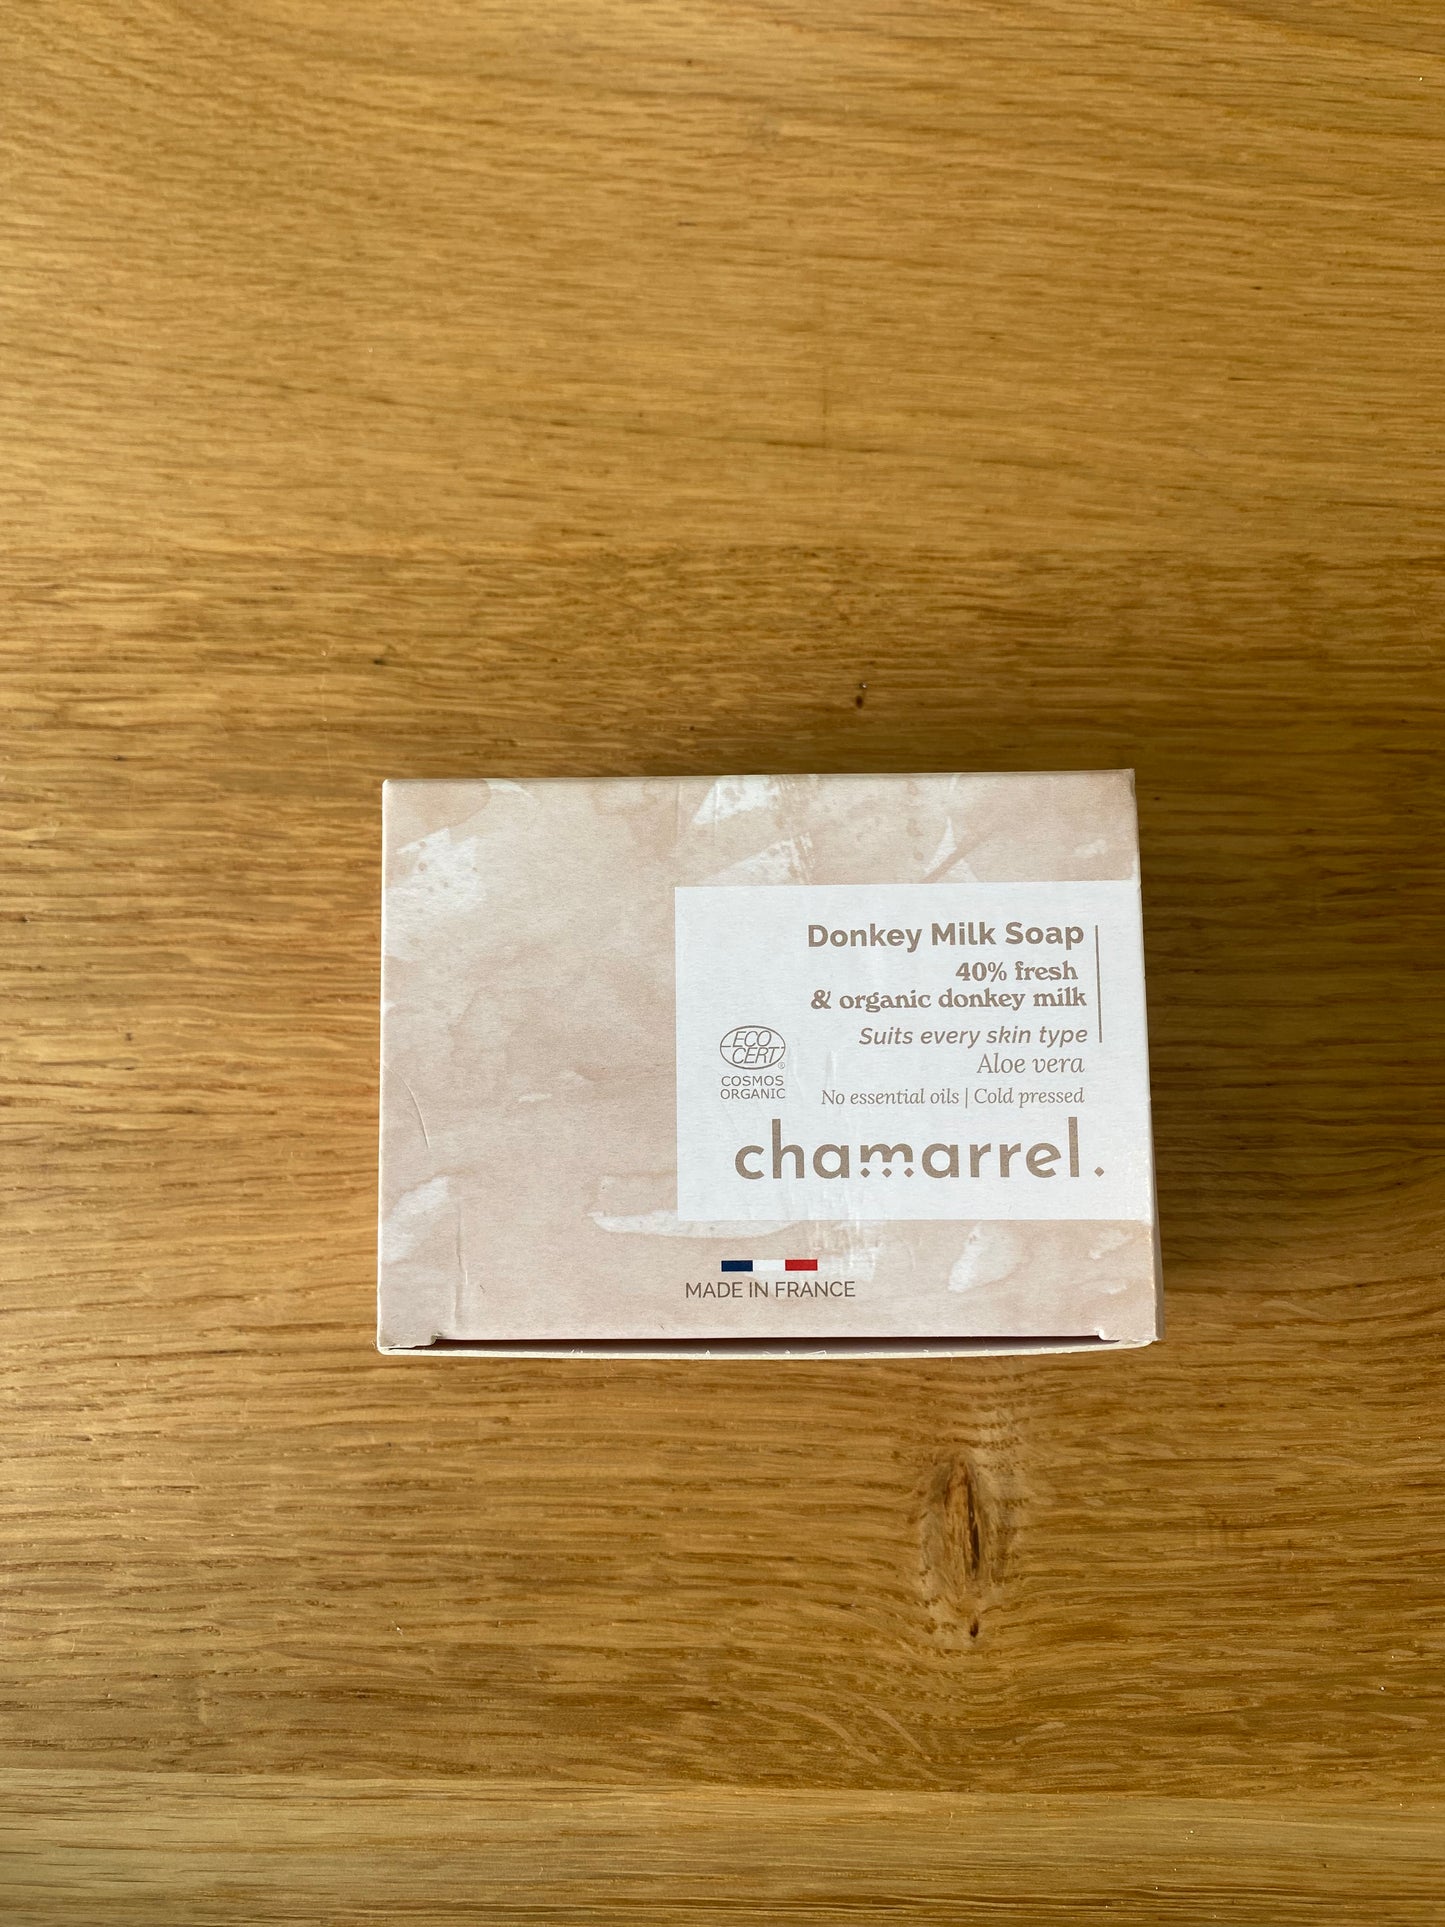 Donkey Milk Soap
40% fresh
& organic donkey milk
Suits every skin type
Aloe vera
No essential oils | Cold pressed
ECO
CERT®
COSMOS
ORGANIC
chamarrel.
MADE IN FRANCE